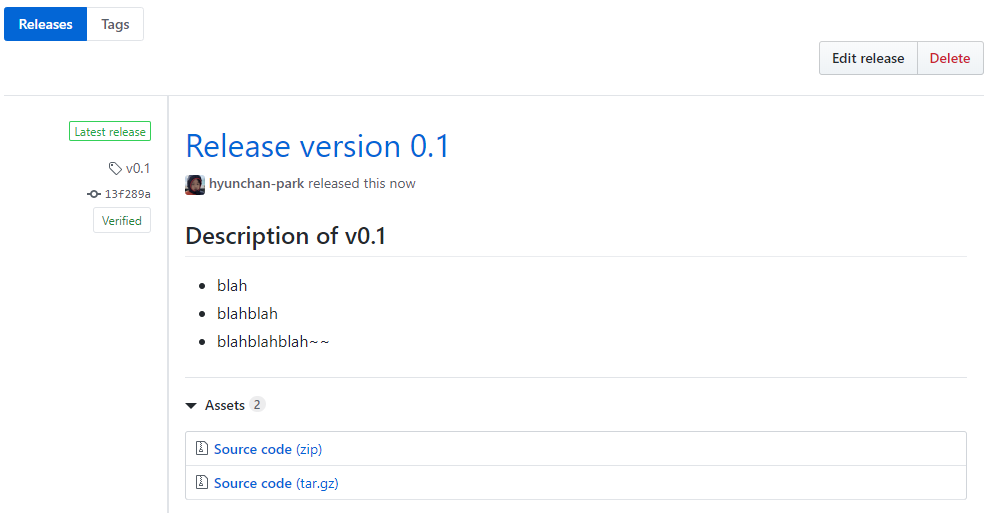 Releases Tags
Edit release Delete
Latest release
v0.1
13f289a
Verified
Release version 0.1
hyunchan-park released this now
Description of v0.1
• blah
• blahblah
• blahblahblah~~
Assets 2
Source code (zip)
Source code (tar.gz)